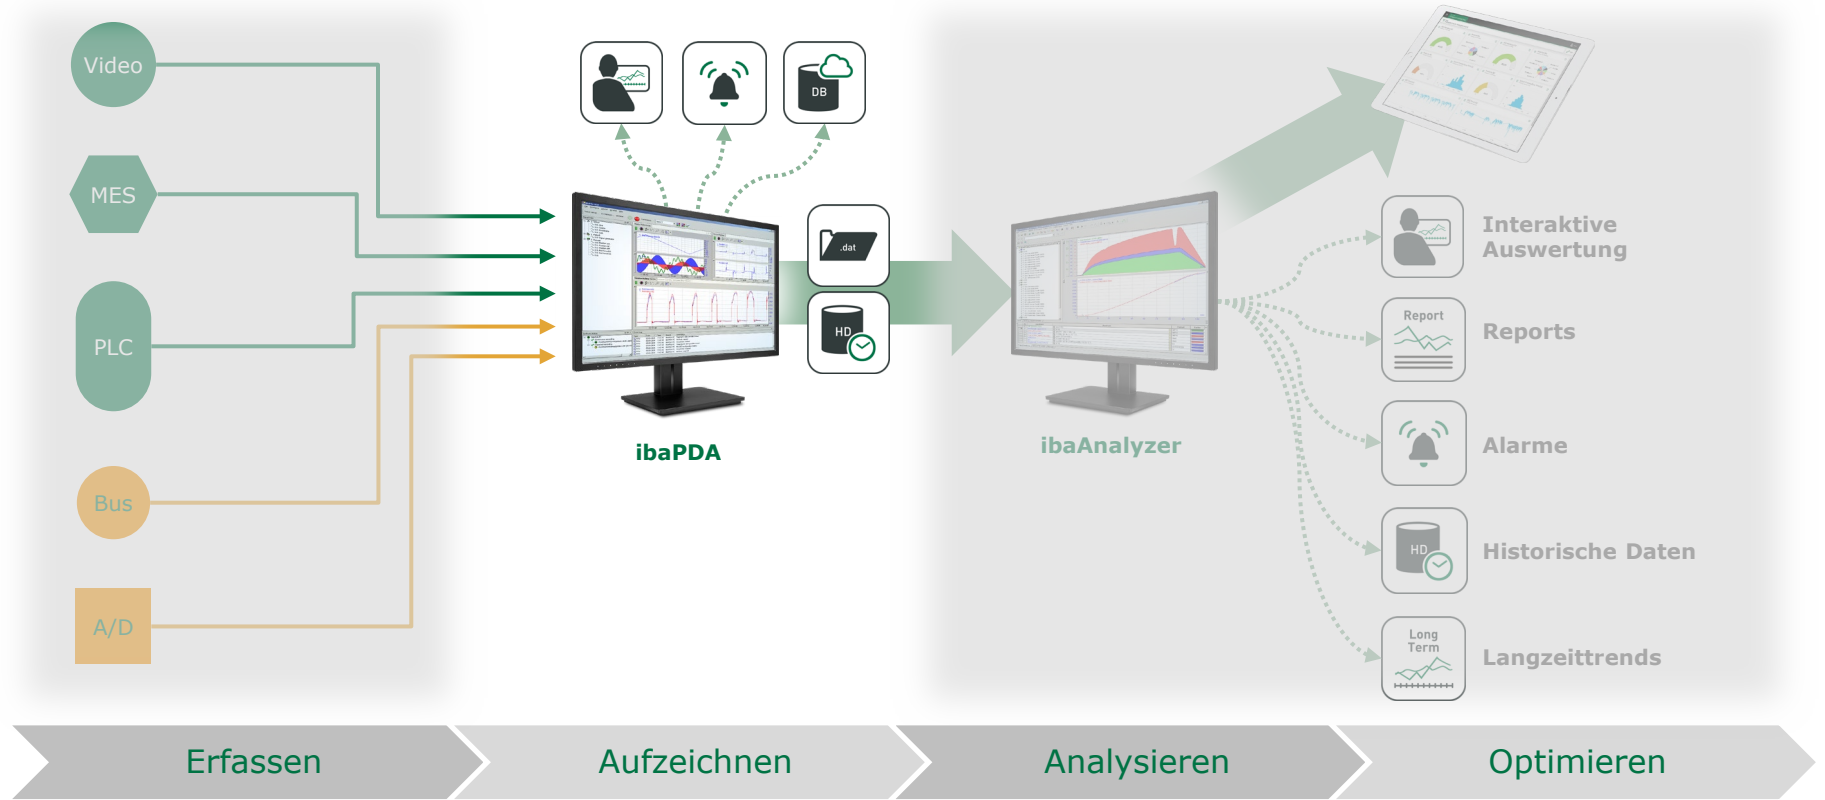 Video
MES
PLC
Bus
A/D
DB
.dat
HD
ibaPDA
ibaAnalyzer
Interaktive
Auswertung
Report
Reports
Alarme
HD
Historische Daten
Long
Term
Langzeittrends
Erfassen
Aufzeichnen
Analysieren
Optimieren